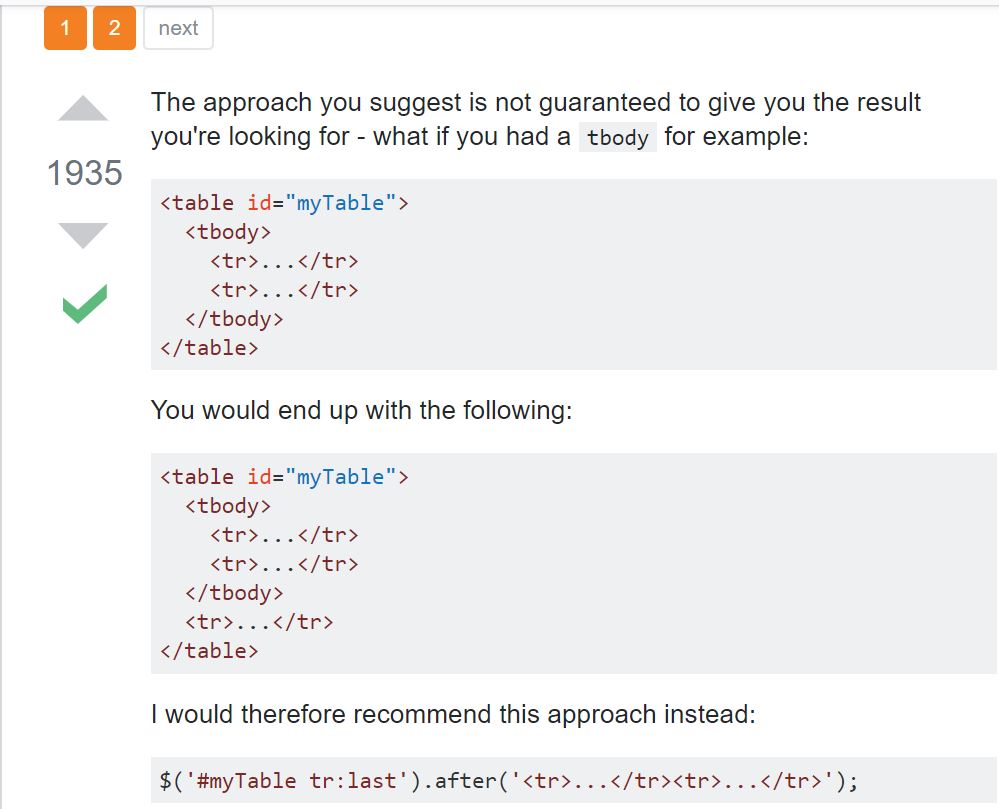 1 2 next
The approach you suggest is not guaranteed to give you the result
you're looking for - what if you had a tbody for example:
1935
<table id="myTable">
  <tbody>
    <tr>...</tr>
    <tr>...</tr>
  </tbody>
</table>
You would end up with the following:
<table id="myTable">
  <tbody>
    <tr>...</tr>
    <tr>...</tr>
  </tbody>
  <tr>...</tr>
</table>
I would therefore recommend this approach instead:
$('#myTable tr:last').after('<tr>...</tr><tr>...</tr>');